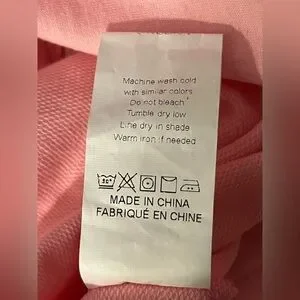 Machine wash cold
with similar colors
Do not bleach
Tumble dry low
Line dry in shade
Warm iron if needed
MADE IN CHINA
FABRIQUÉ EN CHINE